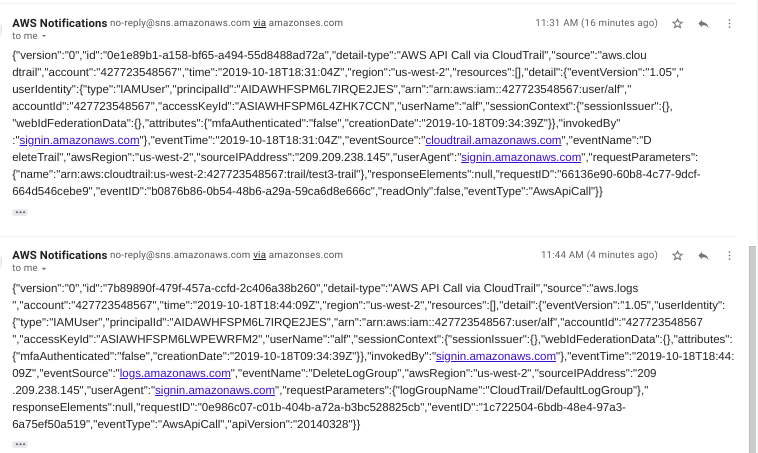 AWS Notifications no-reply@sns.amazonaws.com via amazonses.com 11:31 AM (16 minutes ago)
to me
{"version":"0","id":"0e1e89b1-a158-bf65-a494-55d8488ad72a","detail-type":"AWS API Call via CloudTrail","source":"aws.clou
dtrail","account":"427723548567","time":"2019-10-18T18:31:04Z","region":"us-west-2","resources":[],"detail":{"eventVersion":"1.05","
userIdentity":{"type":"IAMUser","principalId":"AIDAWHFSPM6L7IRQE2JES","arn":"arn:aws:iam::427723548567:user/alf","
accountId":"427723548567","accessKeyId":"ASIAWHFSPM6L4ZHK7CCN","userName":"alf","sessionContext":{"sessionIssuer":{},
"webIdFederationData":{},"attributes":{"mfaAuthenticated":"false","creationDate":"2019-10-18T09:34:39Z"}},"invokedBy"
:"signin.amazonaws.com"},"eventTime":"2019-10-18T18:31:04Z","eventSource":"cloudtrail.amazonaws.com","eventName":"D
eleteTrail","awsRegion":"us-west-2","sourceIPAddress":"209.209.238.145","userAgent":"signin.amazonaws.com","requestParameters":
{"name":"arn:aws:cloudtrail:us-west-2:427723548567:trail/test3-trail"},"responseElements":null,"requestID":"66136e90-60b8-4c77-9dcf-
664d546cebe9","eventID":"b0876b86-0b54-48b6-a29a-59ca6d8e666c","readOnly":false,"eventType":"AwsApiCall"}}
AWS Notifications no-reply@sns.amazonaws.com via amazonses.com 11:44 AM (4 minutes ago)
to me
{"version":"0","id":"7b89890f-479f-457a-ccfd-2c406a38b260","detail-type":"AWS API Call via CloudTrail","source":"aws.logs
","account":"427723548567","time":"2019-10-18T18:44:09Z","region":"us-west-2","resources":[],"detail":{"eventVersion":"1.05","userIdentity":
{"type":"IAMUser","principalId":"AIDAWHFSPM6L7IRQE2JES","arn":"arn:aws:iam::427723548567:user/alf","accountId":"427723548567
","accessKeyId":"ASIAWHFSPM6LWPEWRFM2","userName":"alf","sessionContext":{"sessionIssuer":{},"webIdFederationData":{},"attributes":
{"mfaAuthenticated":"false","creationDate":"2019-10-18T09:34:39Z"}},"invokedBy":"signin.amazonaws.com"},"eventTime":"2019-10-18T18:44:
09Z","eventSource":"logs.amazonaws.com","eventName":"DeleteLogGroup","awsRegion":"us-west-2","sourceIPAddress":"209
.209.238.145","userAgent":"signin.amazonaws.com","requestParameters":{"logGroupName":"CloudTrail/DefaultLogGroup"},"
responseElements":null,"requestID":"0e986c07-c01b-404b-a72a-b3bc528825cb","eventID":"1c722504-6bdb-48e4-97a3-
6a75ef50a519","eventType":"AwsApiCall","apiVersion":"20140328"}}